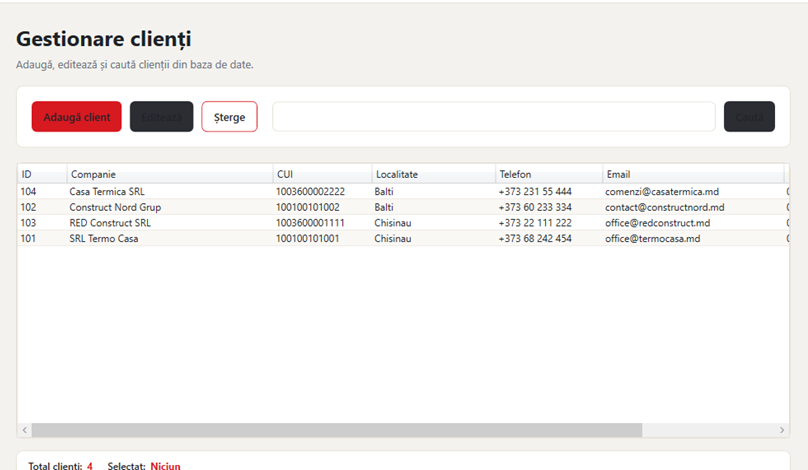 Gestionare clienți
Adaugă, editează și caută clienții din baza de date.
Adaugă client Editează Șterge Caută
ID Companie CUI Localitate Telefon Email
104 Casa Termica SRL 1003600002222 Balti +373 231 55 444 comenzi@casatermica.md
102 Construct Nord Grup 100100101002 Balti +373 60 233 334 contact@constructnord.md
103 RED Construct SRL 1003600001111 Chisinau +373 22 111 222 office@redconstruct.md
101 SRL Termo Casa 100100101001 Chisinau +373 68 242 454 office@termocasa.md
Total clienți: 4 Selectat: Niciun